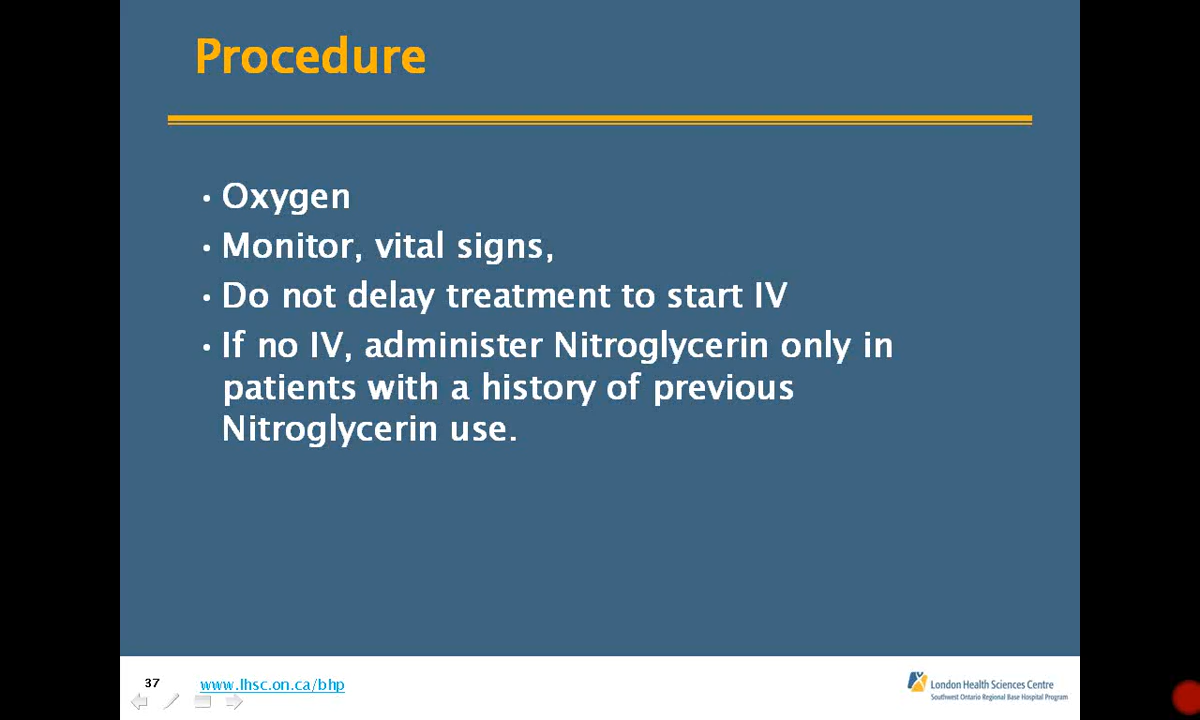 Procedure
• Oxygen
• Monitor, vital signs,
• Do not delay treatment to start IV
• If no IV, administer Nitroglycerin only in
patients with a history of previous
Nitroglycerin use.
37
www.lhsc.on.ca/bhp
London Health Sciences Centre
Southwest Ontario Regional Base Hospital Program